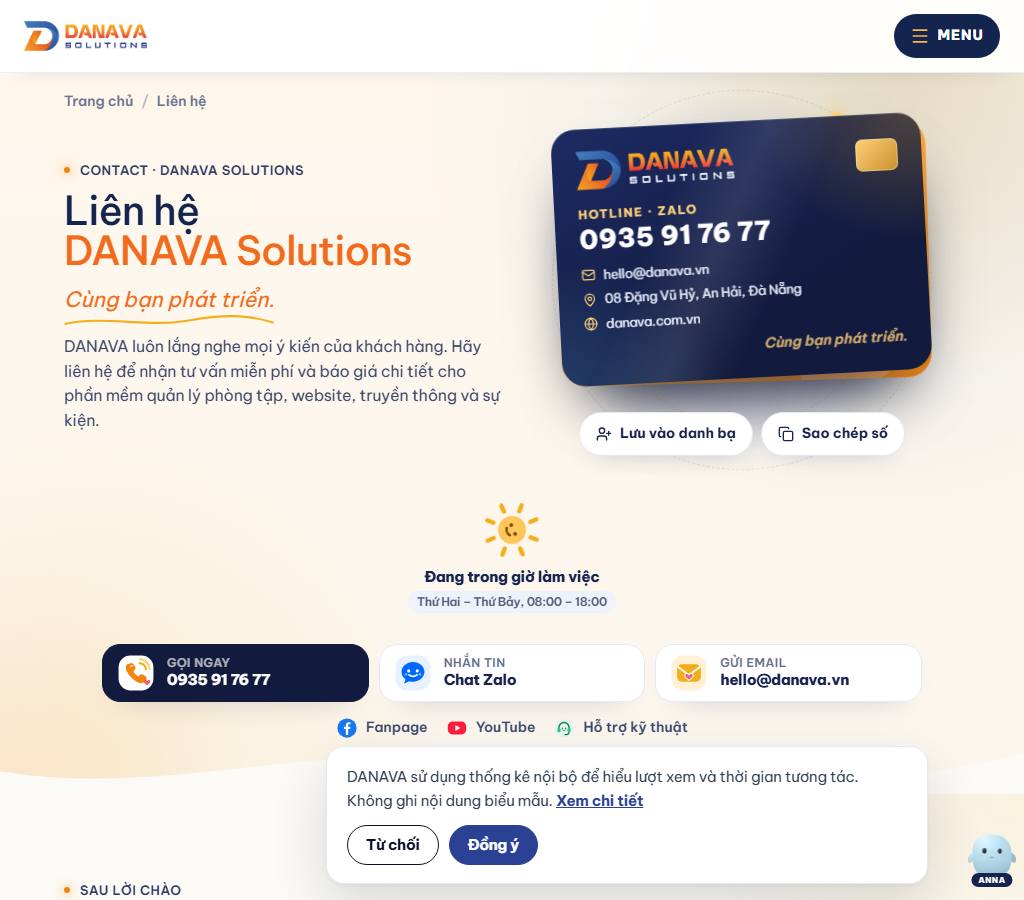 DANAVA
SOLUTIONS
MENU
Trang chủ / Liên hệ
CONTACT · DANAVA SOLUTIONS
Liên hệ
DANAVA Solutions
Cùng bạn phát triển.
DANAVA luôn lắng nghe mọi ý kiến của khách hàng. Hãy
liên hệ để nhận tư vấn miễn phí và báo giá chi tiết cho
phần mềm quản lý phòng tập, website, truyền thông và sự
kiện.
DANAVA
SOLUTIONS
HOTLINE · ZALO
0935 91 76 77
hello@danava.vn
08 Đặng Vũ Hỷ, An Hải, Đà Nẵng
danava.com.vn
Cùng bạn phát triển.
Lưu vào danh bạ
Sao chép số
Đang trong giờ làm việc
Thứ Hai – Thứ Bảy, 08:00 – 18:00
GỌI NGAY
0935 91 76 77
NHẮN TIN
Chat Zalo
GỬI EMAIL
hello@danava.vn
Fanpage
YouTube
Hỗ trợ kỹ thuật
DANAVA sử dụng thống kê nội bộ để hiểu lượt xem và thời gian tương tác.
Không ghi nội dung biểu mẫu. Xem chi tiết
Từ chối
Đồng ý
ANNA
SAU LỜI CHÀO